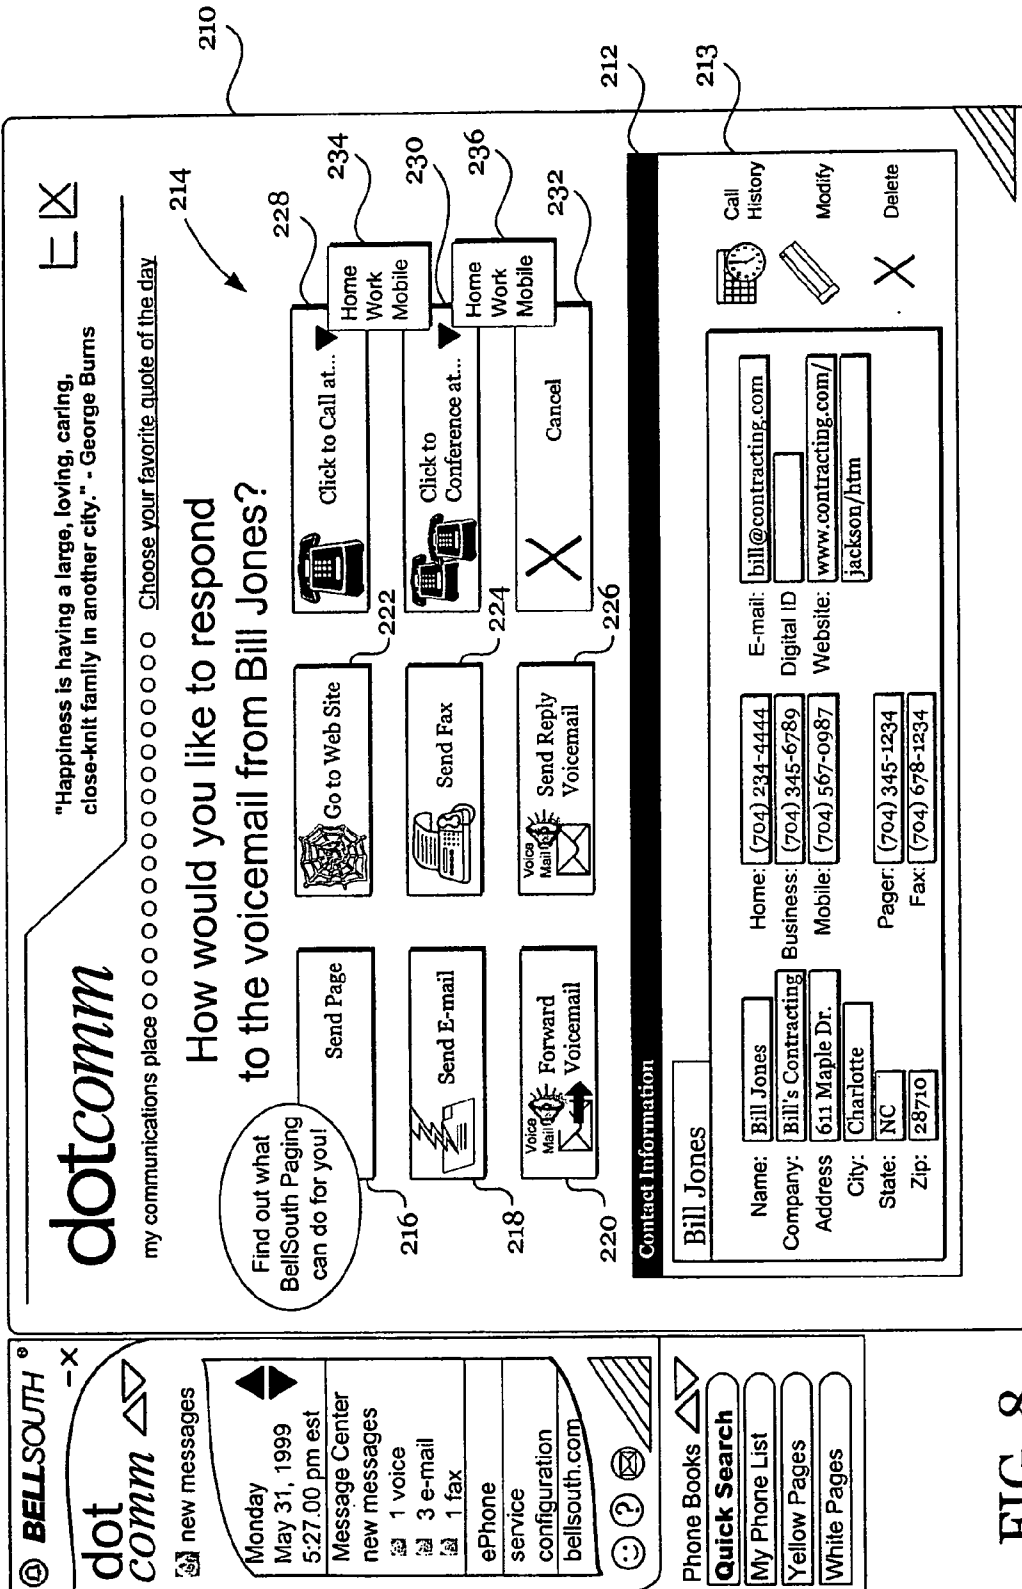 BELLSOUTH ®
- X
dot
comm
new messages
Monday
May 31, 1999
5:27.00 pm est
Message Center
new messages
1 voice
3 e-mail
1 fax
ePhone
service
configuration
bellsouth.com
?
Phone Books
Quick Search
My Phone List
Yellow Pages
White Pages
dotcomm
"Happiness is having a large, loving, caring,
close-knit family in another city." - George Burns
my communications place
Choose your favorite quote of the day
210
214
How would you like to respond
to the voicemail from Bill Jones?
Find out what
BellSouth Paging
can do for you!
Send Page
216
Go to Web Site
222
Click to Call at...
228
Home
Work
Mobile
234
Send E-mail
218
Send Fax
224
Click to
Conference at...
230
Home
Work
Mobile
236
Voice
Mail
Forward
Voicemail
220
Voice
Mail
Send Reply
Voicemail
226
Cancel
232
212
Contact Information
213
Bill Jones
Name: Bill Jones
Company: Bill's Contracting
Address 611 Maple Dr.
City: Charlotte
State: NC
Zip: 28710
Home: (704) 234-4444
Business: (704) 345-6789
Mobile: (704) 567-0987
Pager: (704) 345-1234
Fax: (704) 678-1234
E-mail: bill@contracting.com
Digital ID
Website: www.contracting.com/
jackson/htm
Call
History
Modify
Delete
FIG. 8